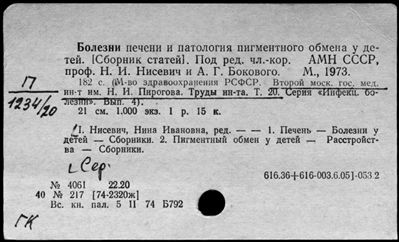 Болезни печени и патология пигментного обмена у де-
тей. [Сборник статей]. Под ред. чл.-кор. АМН СССР,
проф. Н. И. Нисевич и А. Г. Бокового. М., 1973.
182 с. (М-во здравоохранения РСФСР. Второй моск. гос. мед.
ин-т им. Н. И. Пирогова. Труды ин-та. Т. 20. Серия «Инфекц. бо-
лезни». Вып. 4).
П
1234/20
21 см. 1.000 экз. 1 р. 15 к.
I. Нисевич, Нина Ивановна, ред. — — 1. Печень — Болезни у
детей — Сборники. 2. Пигментный обмен у детей — Расстройст-
ва — Сборники.
Сер.
616.36+616-003.6.05]-053.2
№ 4061 22.20
40 № 217 [74-2320ж]
Вс. кн. пал. 5 II 74 Б792
ГК